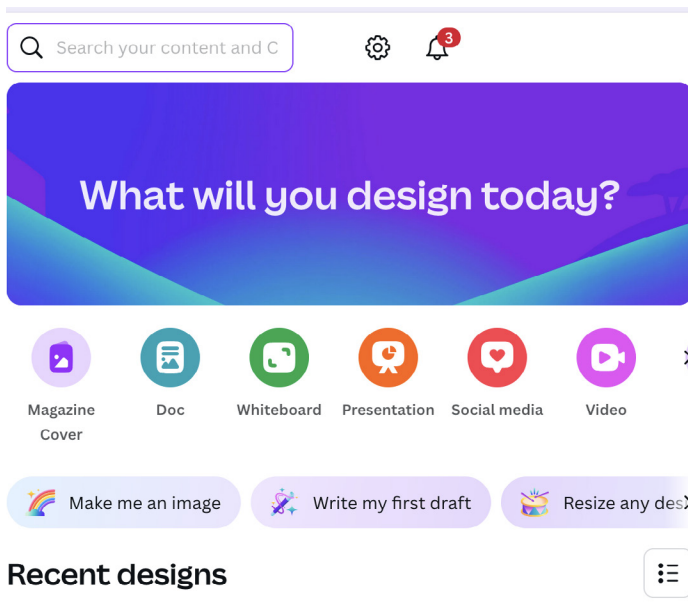 Search your content and C
3
What will you design today?
Magazine Cover
Doc
Whiteboard
Presentation
Social media
Video
Make me an image
Write my first draft
Resize any des
Recent designs